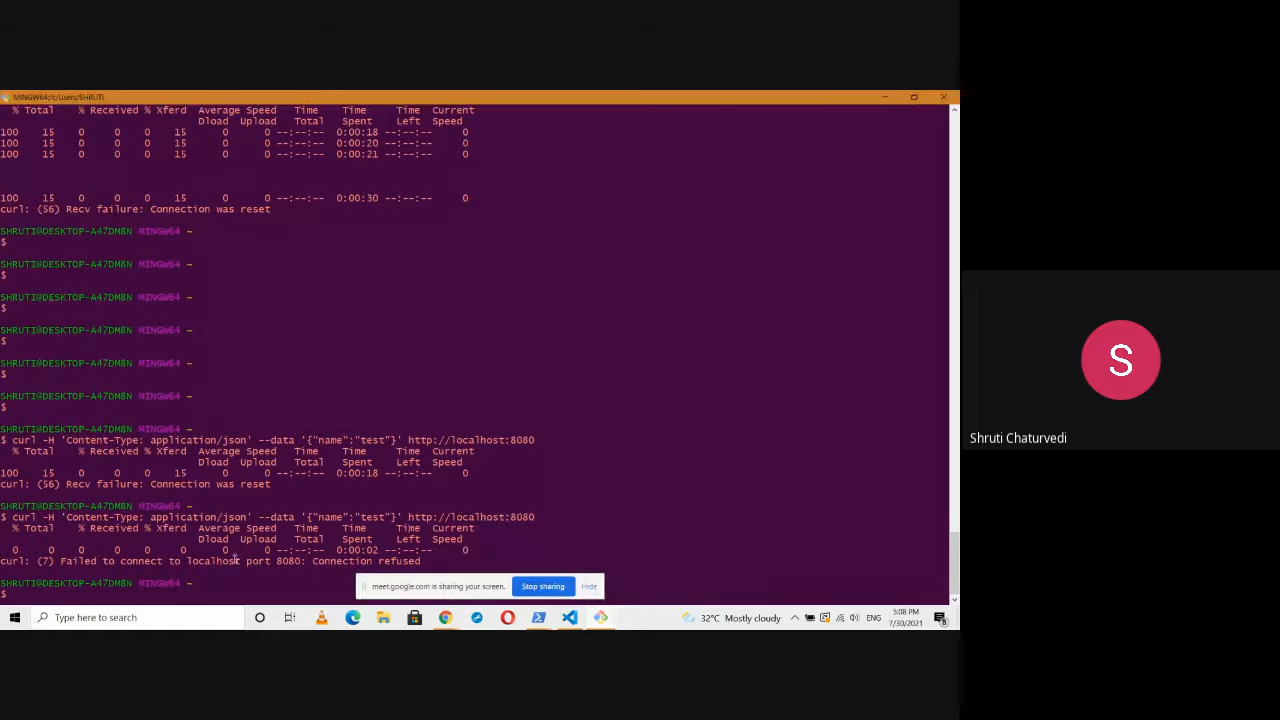 MINGW64:/c/Users/SHRUTI
% Total % Received % Xferd Average Speed Time Time Time Current
Dload Upload Total Spent Left Speed
100 15 0 0 0 15 0 0 --:--:-- 0:00:18 --:--:-- 0
100 15 0 0 0 15 0 0 --:--:-- 0:00:20 --:--:-- 0
100 15 0 0 0 15 0 0 --:--:-- 0:00:21 --:--:-- 0
100 15 0 0 0 15 0 0 --:--:-- 0:00:30 --:--:-- 0
curl: (56) Recv failure: Connection was reset
SHRUTI@DESKTOP-A47DM8N MINGW64 ~
$
SHRUTI@DESKTOP-A47DM8N MINGW64 ~
$
SHRUTI@DESKTOP-A47DM8N MINGW64 ~
$
SHRUTI@DESKTOP-A47DM8N MINGW64 ~
$
SHRUTI@DESKTOP-A47DM8N MINGW64 ~
$
SHRUTI@DESKTOP-A47DM8N MINGW64 ~
$
SHRUTI@DESKTOP-A47DM8N MINGW64 ~
$ curl -H 'Content-Type: application/json' --data '{"name":"test"}' http://localhost:8080
% Total % Received % Xferd Average Speed Time Time Time Current
Dload Upload Total Spent Left Speed
100 15 0 0 0 15 0 0 --:--:-- 0:00:18 --:--:-- 0
curl: (56) Recv failure: Connection was reset
SHRUTI@DESKTOP-A47DM8N MINGW64 ~
$ curl -H 'Content-Type: application/json' --data '{"name":"test"}' http://localhost:8080
% Total % Received % Xferd Average Speed Time Time Time Current
Dload Upload Total Spent Left Speed
0 0 0 0 0 0 0 0 --:--:-- 0:00:02 --:--:-- 0
curl: (7) Failed to connect to localhost port 8080: Connection refused
SHRUTI@DESKTOP-A47DM8N MINGW64 ~
$
meet.google.com is sharing your screen. Stop sharing Hide
Type here to search
32°C Mostly cloudy
ENG
5:08 PM
7/30/2021
8
S
Shruti Chaturvedi